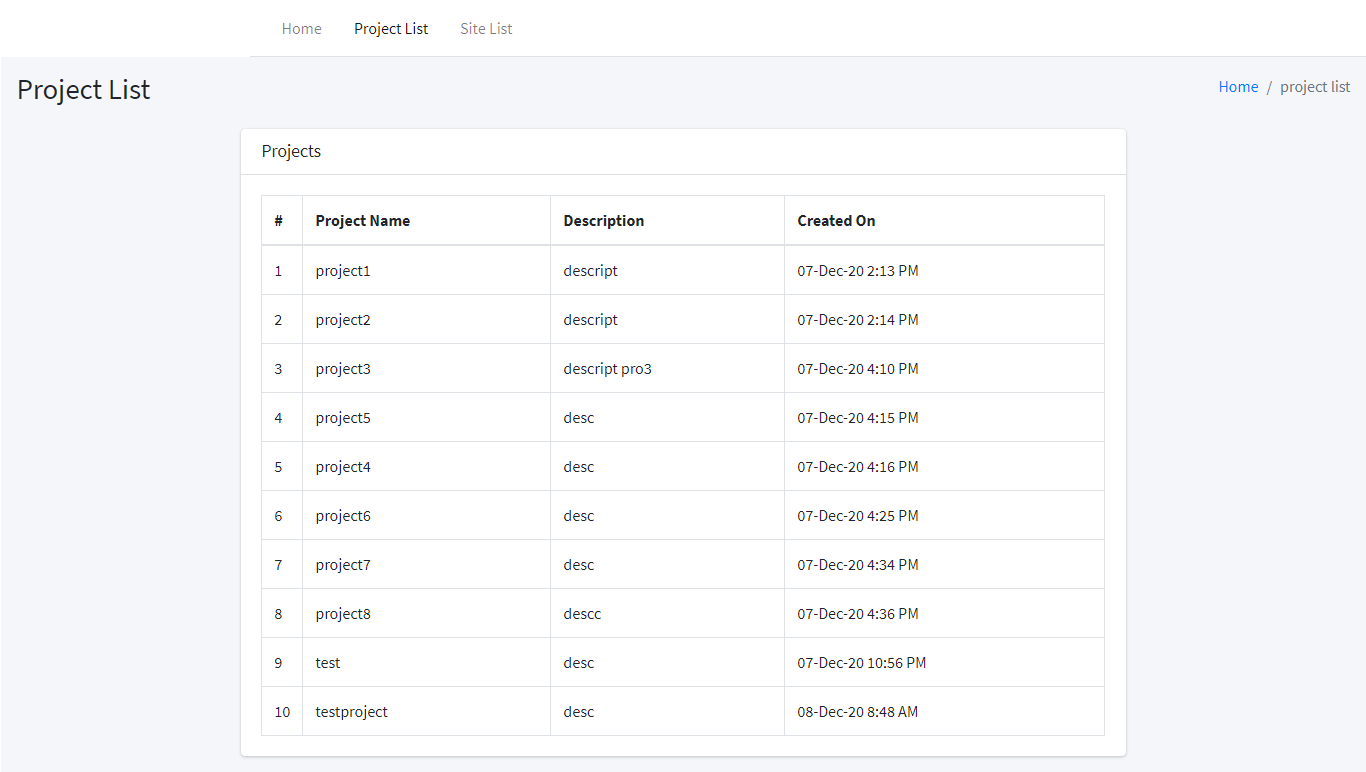 Home Project List Site List
Project List
Home / project list
Projects
# Project Name Description Created On
1 project1 descript 07-Dec-20 2:13 PM
2 project2 descript 07-Dec-20 2:14 PM
3 project3 descript pro3 07-Dec-20 4:10 PM
4 project5 desc 07-Dec-20 4:15 PM
5 project4 desc 07-Dec-20 4:16 PM
6 project6 desc 07-Dec-20 4:25 PM
7 project7 desc 07-Dec-20 4:34 PM
8 project8 descc 07-Dec-20 4:36 PM
9 test desc 07-Dec-20 10:56 PM
10 testproject desc 08-Dec-20 8:48 AM